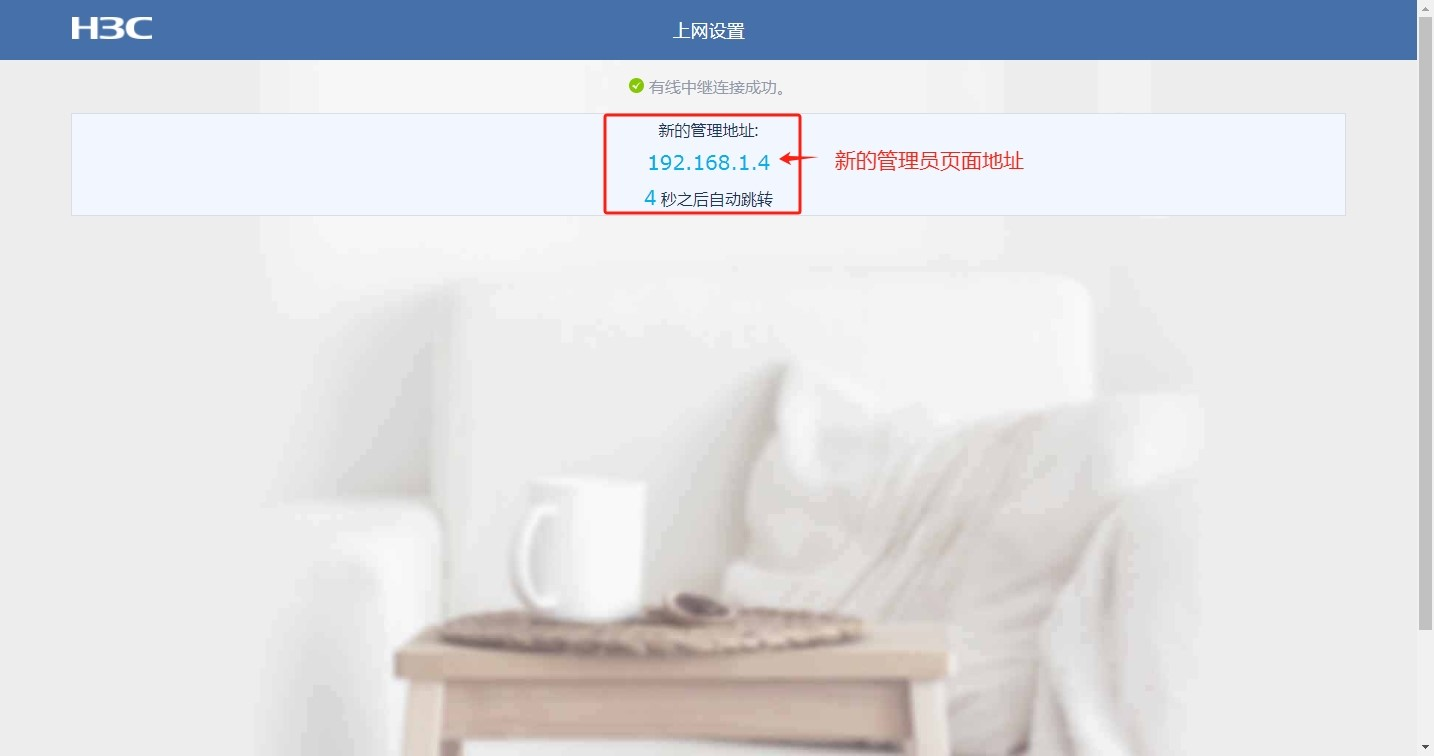 H3C
上网设置
有线中继连接成功。
新的管理地址:
192.168.1.4
新的管理员页面地址
4 秒之后自动跳转